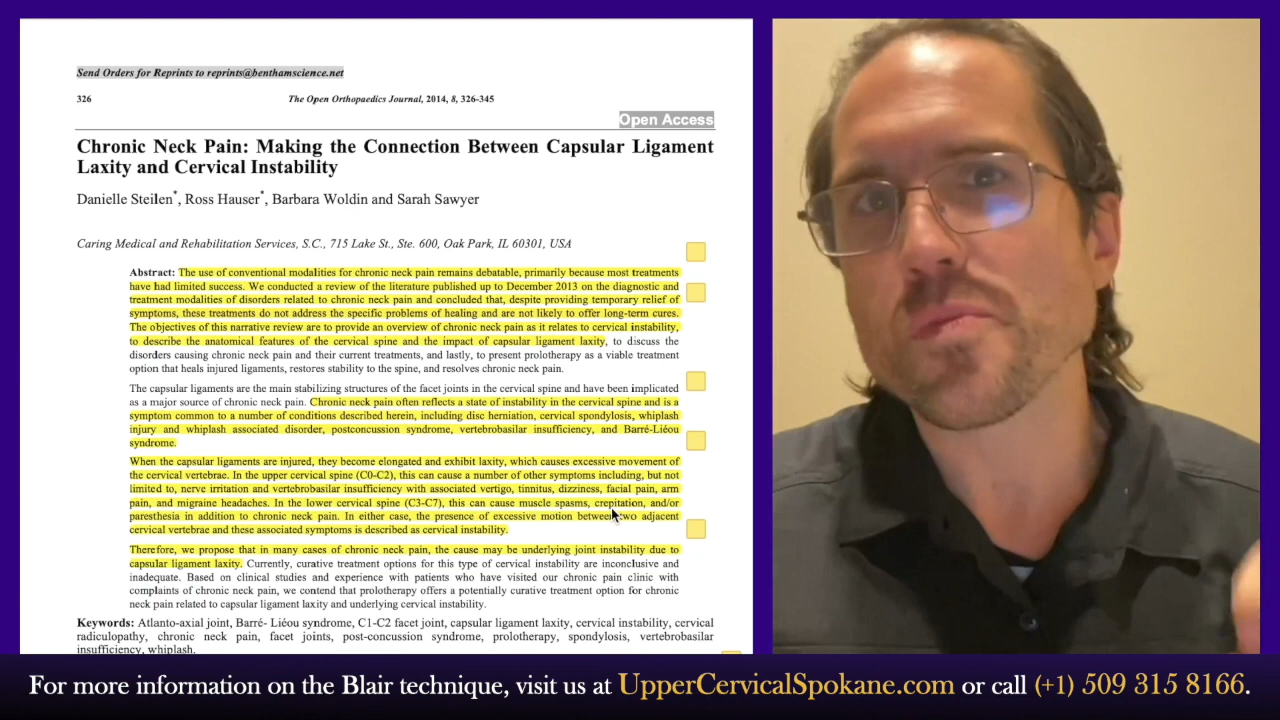 Send Orders for Reprints to reprints@benthamscience.net
326
The Open Orthopaedics Journal, 2014, 8, 326-345
Open Access
Chronic Neck Pain: Making the Connection Between Capsular Ligament
Laxity and Cervical Instability
Danielle Steilen*, Ross Hauser*, Barbara Woldin and Sarah Sawyer
Caring Medical and Rehabilitation Services, S.C., 715 Lake St., Ste. 600, Oak Park, IL 60301, USA
Abstract: The use of conventional modalities for chronic neck pain remains debatable, primarily because most treatments
have had limited success. We conducted a review of the literature published up to December 2013 on the diagnostic and
treatment modalities of disorders related to chronic neck pain and concluded that, despite providing temporary relief of
symptoms, these treatments do not address the specific problems of healing and are not likely to offer long-term cures.
The objectives of this narrative review are to provide an overview of chronic neck pain as it relates to cervical instability,
to describe the anatomical features of the cervical spine and the impact of capsular ligament laxity, to discuss the
disorders causing chronic neck pain and their current treatments, and lastly, to present prolotherapy as a viable treatment
option that heals injured ligaments, restores stability to the spine, and resolves chronic neck pain.
The capsular ligaments are the main stabilizing structures of the facet joints in the cervical spine and have been implicated
as a major source of chronic neck pain. Chronic neck pain often reflects a state of instability in the cervical spine and is a
symptom common to a number of conditions described herein, including disc herniation, cervical spondylosis, whiplash
injury and whiplash associated disorder, postconcussion syndrome, vertebrobasilar insufficiency, and Barré-Liéou
syndrome.
When the capsular ligaments are injured, they become elongated and exhibit laxity, which causes excessive movement of
the cervical vertebrae. In the upper cervical spine (C0-C2), this can cause a number of other symptoms including, but not
limited to, nerve irritation and vertebrobasilar insufficiency with associated vertigo, tinnitus, dizziness, facial pain, arm
pain, and migraine headaches. In the lower cervical spine (C3-C7), this can cause muscle spasms, crepitation, and/or
paresthesia in addition to chronic neck pain. In either case, the presence of excessive motion between two adjacent
cervical vertebrae and these associated symptoms is described as cervical instability.
Therefore, we propose that in many cases of chronic neck pain, the cause may be underlying joint instability due to
capsular ligament laxity. Currently, curative treatment options for this type of cervical instability are inconclusive and
inadequate. Based on clinical studies and experience with patients who have visited our chronic pain clinic with
complaints of chronic neck pain, we contend that prolotherapy offers a potentially curative treatment option for chronic
neck pain related to capsular ligament laxity and underlying cervical instability.
Keywords: Atlanto-axial joint, Barré- Liéou syndrome, C1-C2 facet joint, capsular ligament laxity, cervical instability, cervical
radiculopathy, chronic neck pain, facet joints, post-concussion syndrome, prolotherapy, spondylosis, vertebrobasilar
insufficiency, whiplash.
For more information on the Blair technique, visit us at UpperCervicalSpokane.com or call (+1) 509 315 8166.